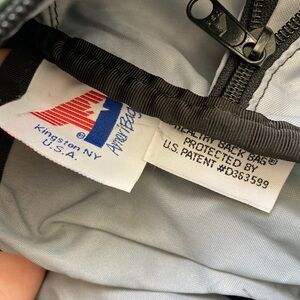 AmeriBag
Kingston NY
U.S.A.
HEALTHY BACK BAG®
PROTECTED BY
U.S. PATENT #D363599